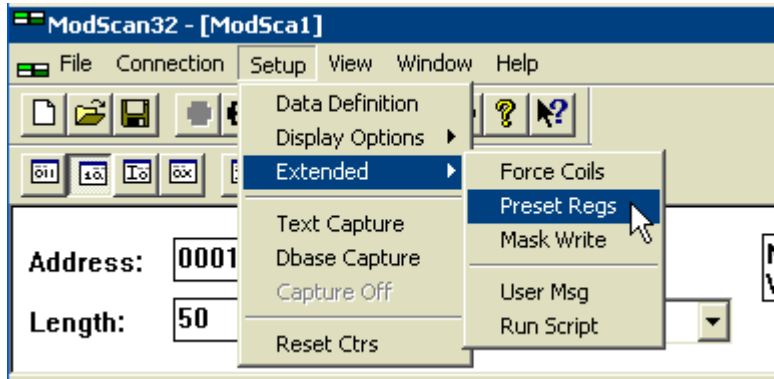 ModScan32 - [ModSca1]
File Connection Setup View Window Help
Data Definition
Display Options
Extended
Text Capture
Dbase Capture
Capture Off
Reset Ctrs
Force Coils
Preset Regs
Mask Write
User Msg
Run Script
Address: 0001
Length: 50